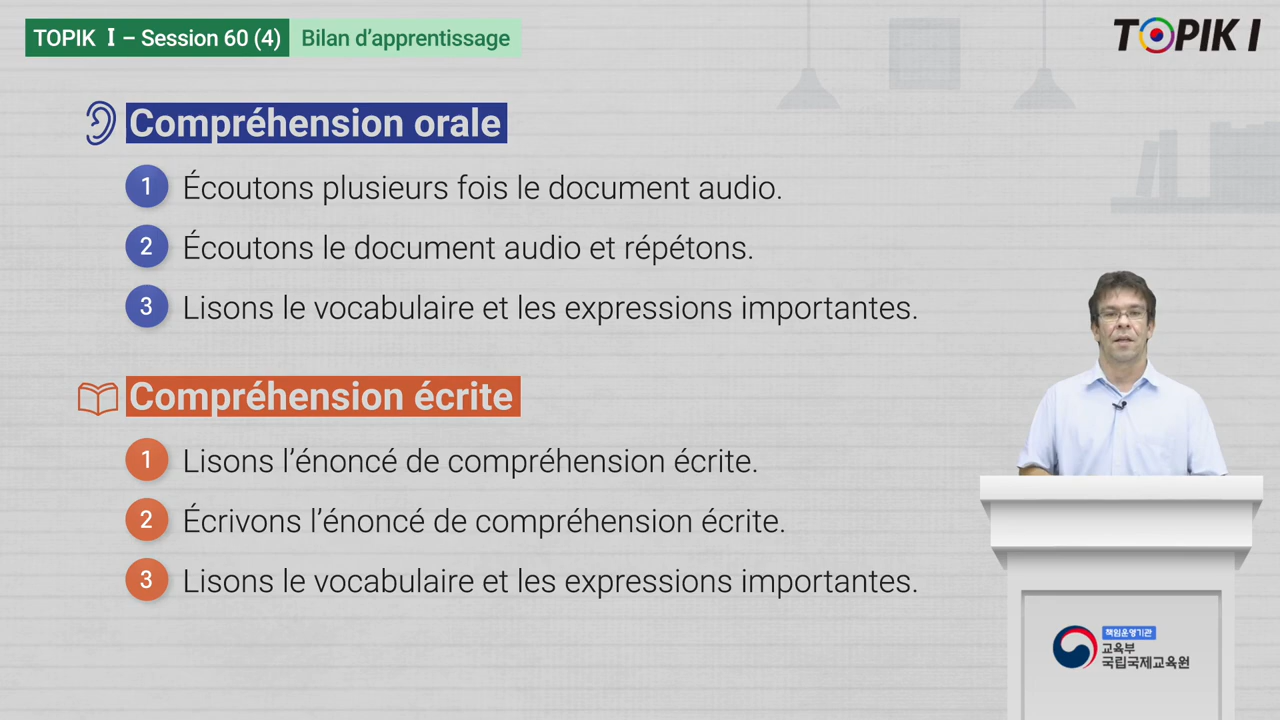 TOPIK Ⅰ – Session 60 (4) Bilan d’apprentissage
TOPIK I
Compréhension orale
1 Écoutons plusieurs fois le document audio.
2 Écoutons le document audio et répétons.
3 Lisons le vocabulaire et les expressions importantes.
Compréhension écrite
1 Lisons l’énoncé de compréhension écrite.
2 Écrivons l’énoncé de compréhension écrite.
3 Lisons le vocabulaire et les expressions importantes.
책임운영기관
교육부
국립국제교육원